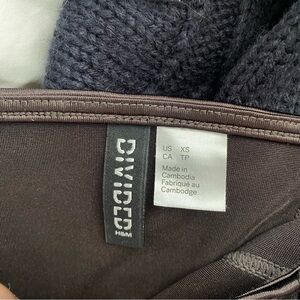 DIVIDED
US XS
CA TP
Made in
Cambodia
Fabriqué au
Cambodge